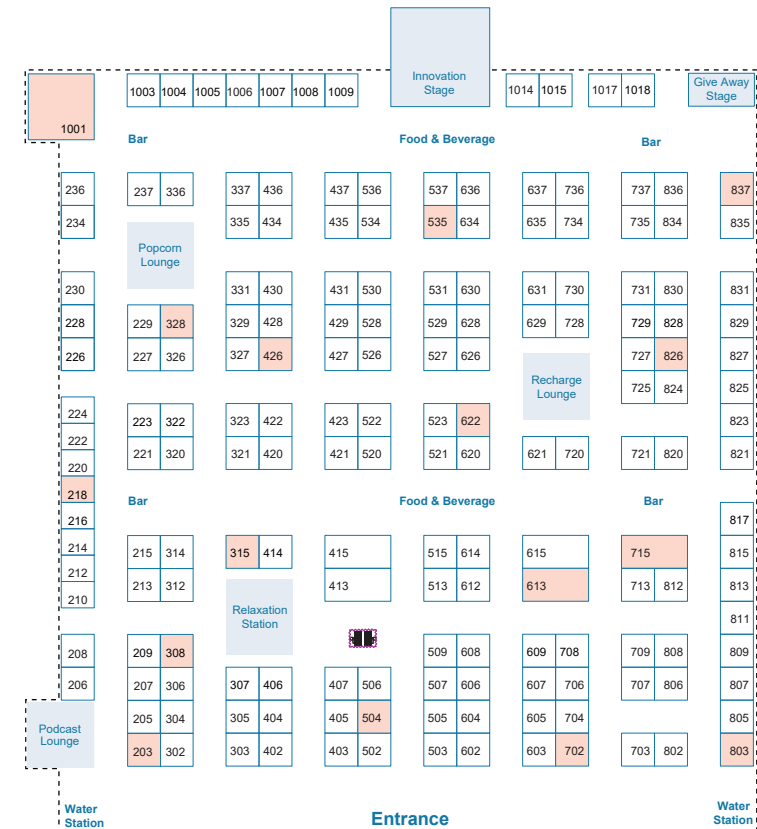 Innovation
Stage
Give Away
Stage
1003 1004 1005 1006 1007 1008 1009
1014 1015
1017 1018
1001
Bar
Food & Beverage
Bar
236 237 336 337 436 437 536 537 636 637 736 737 836 837
234 335 434 435 534 535 634 635 734 735 834 835
Popcorn
Lounge
230 331 430 431 530 531 630 631 730 731 830 831
228 229 328 329 428 429 528 529 628 629 728 729 828 829
226 227 326 327 426 427 526 527 626 727 826 827
Recharge
Lounge
725 824 825
224 223 322 323 422 423 522 523 622 823
222
220 221 320 321 420 421 520 521 620 621 720 721 820 821
218
Bar
Food & Beverage
Bar
216 817
214 215 314 315 414 415 515 614 615 715 815
212 213 312 413 513 612 613 713 812 813
210
Relaxation
Station
811
208 209 308 509 608 609 708 709 808 809
206 207 306 307 406 407 506 507 606 607 706 707 806 807
Podcast
Lounge
205 304 305 404 405 504 505 604 605 704 805
203 302 303 402 403 502 503 602 603 702 703 802 803
Water
Station
Entrance
Water
Station